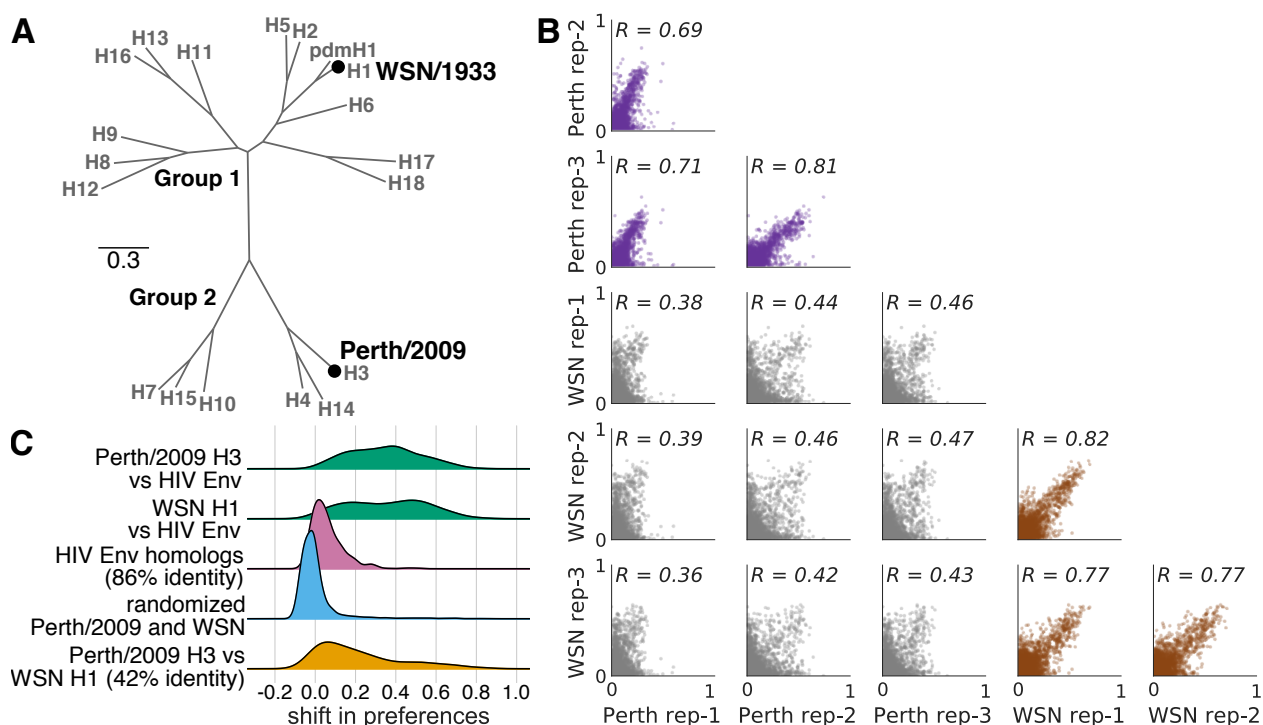 A
H13
H16
H11
H5
H2
pdmH1
H1 WSN/1933
H6
H9
H8
H12
Group 1
H17
H18
0.3
Group 2
Perth/2009
H3
H7
H15
H10
H4
H14
B
1
Perth rep-2
R = 0.69
0
1
Perth rep-3
R = 0.71
R = 0.81
0
1
WSN rep-1
R = 0.38
R = 0.44
R = 0.46
0
1
WSN rep-2
R = 0.39
R = 0.46
R = 0.47
R = 0.82
0
1
WSN rep-3
R = 0.36
R = 0.42
R = 0.43
R = 0.77
R = 0.77
0
0 1 0 1 0 1 0 1 0 1
Perth rep-1 Perth rep-2 Perth rep-3 WSN rep-1 WSN rep-2
C
Perth/2009 H3
vs HIV Env
WSN H1
vs HIV Env
HIV Env homologs
(86% identity)
randomized
Perth/2009 and WSN
Perth/2009 H3 vs
WSN H1 (42% identity)
-0.2 0.0 0.2 0.4 0.6 0.8 1.0
shift in preferences